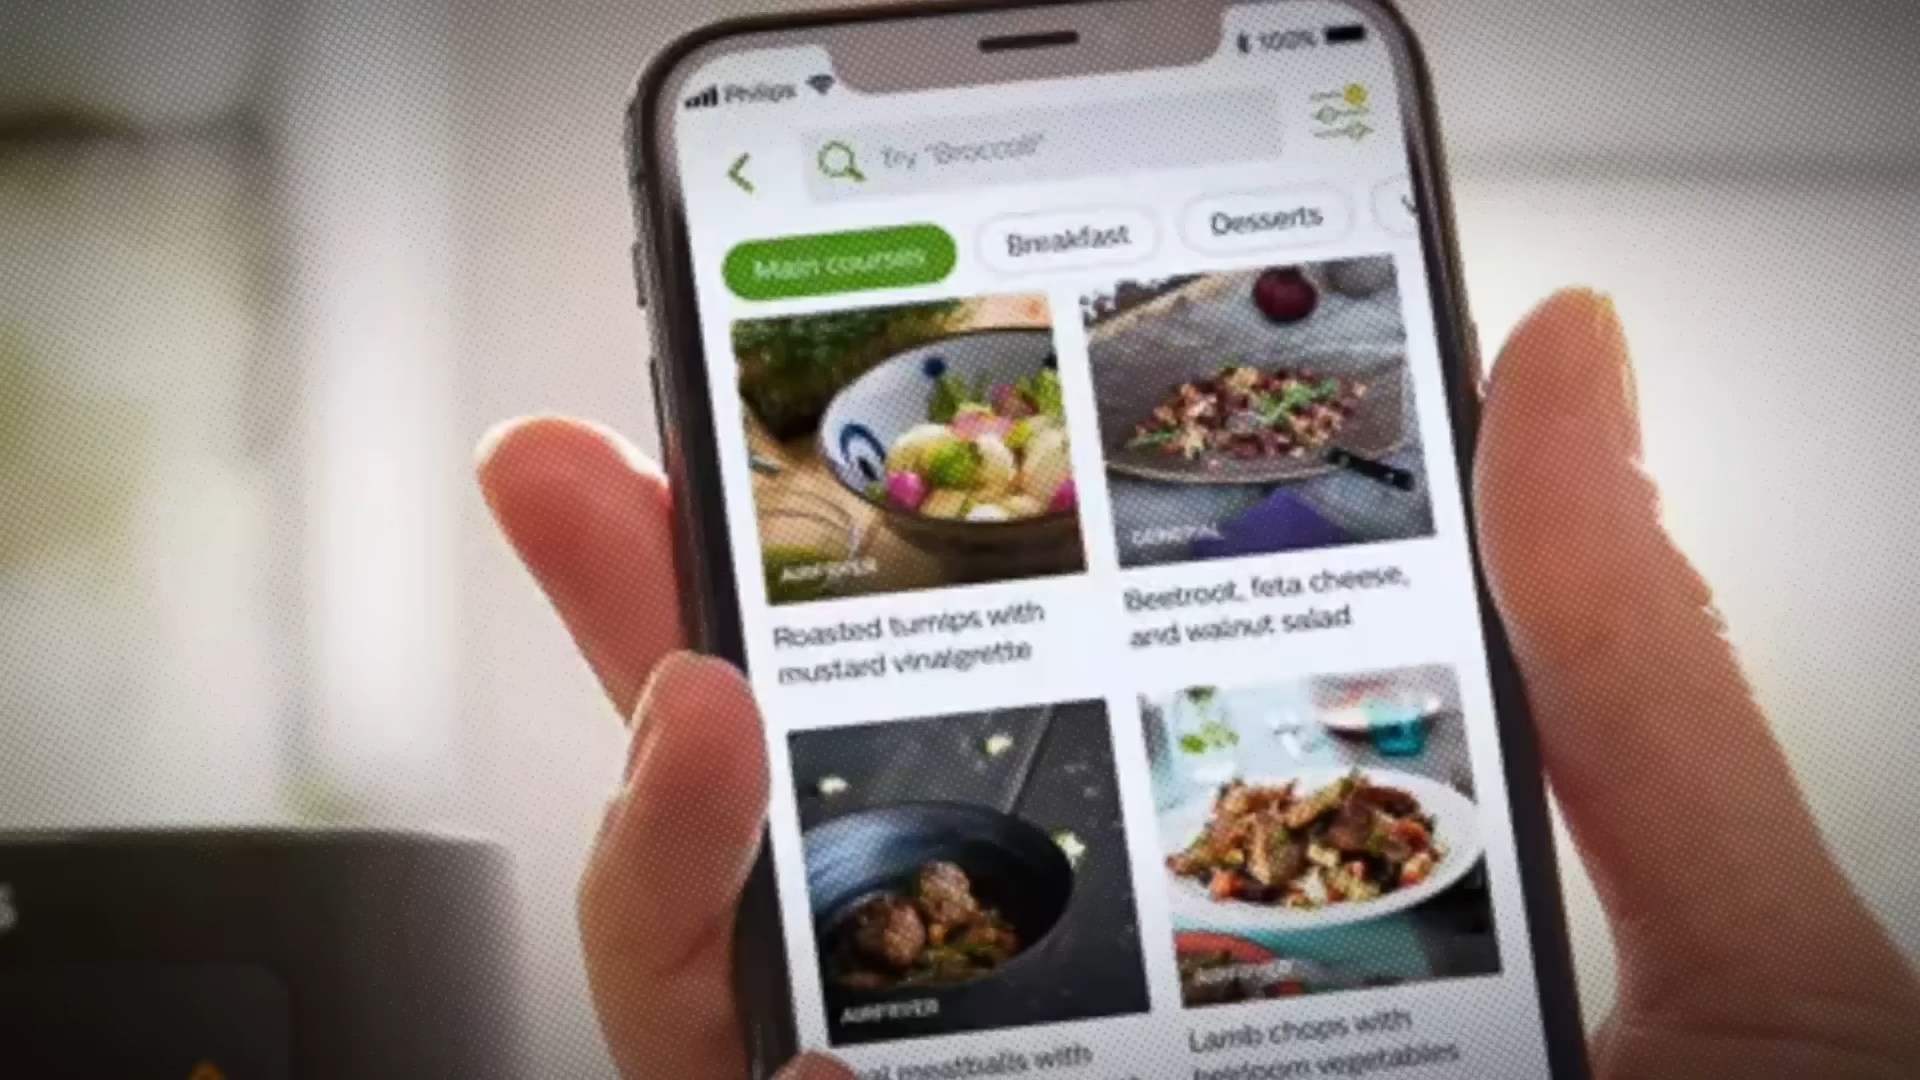 Philips
100%
Try "Broccoli"
Main courses
Breakfast
Desserts
AIRFRYER
GENERAL
Roasted turnips with
mustard vinaigrette
Beetroot, feta cheese,
and walnut salad
AIRFRYER
AIRFRYER
meatballs with
Lamb chops with
heirloom vegetables